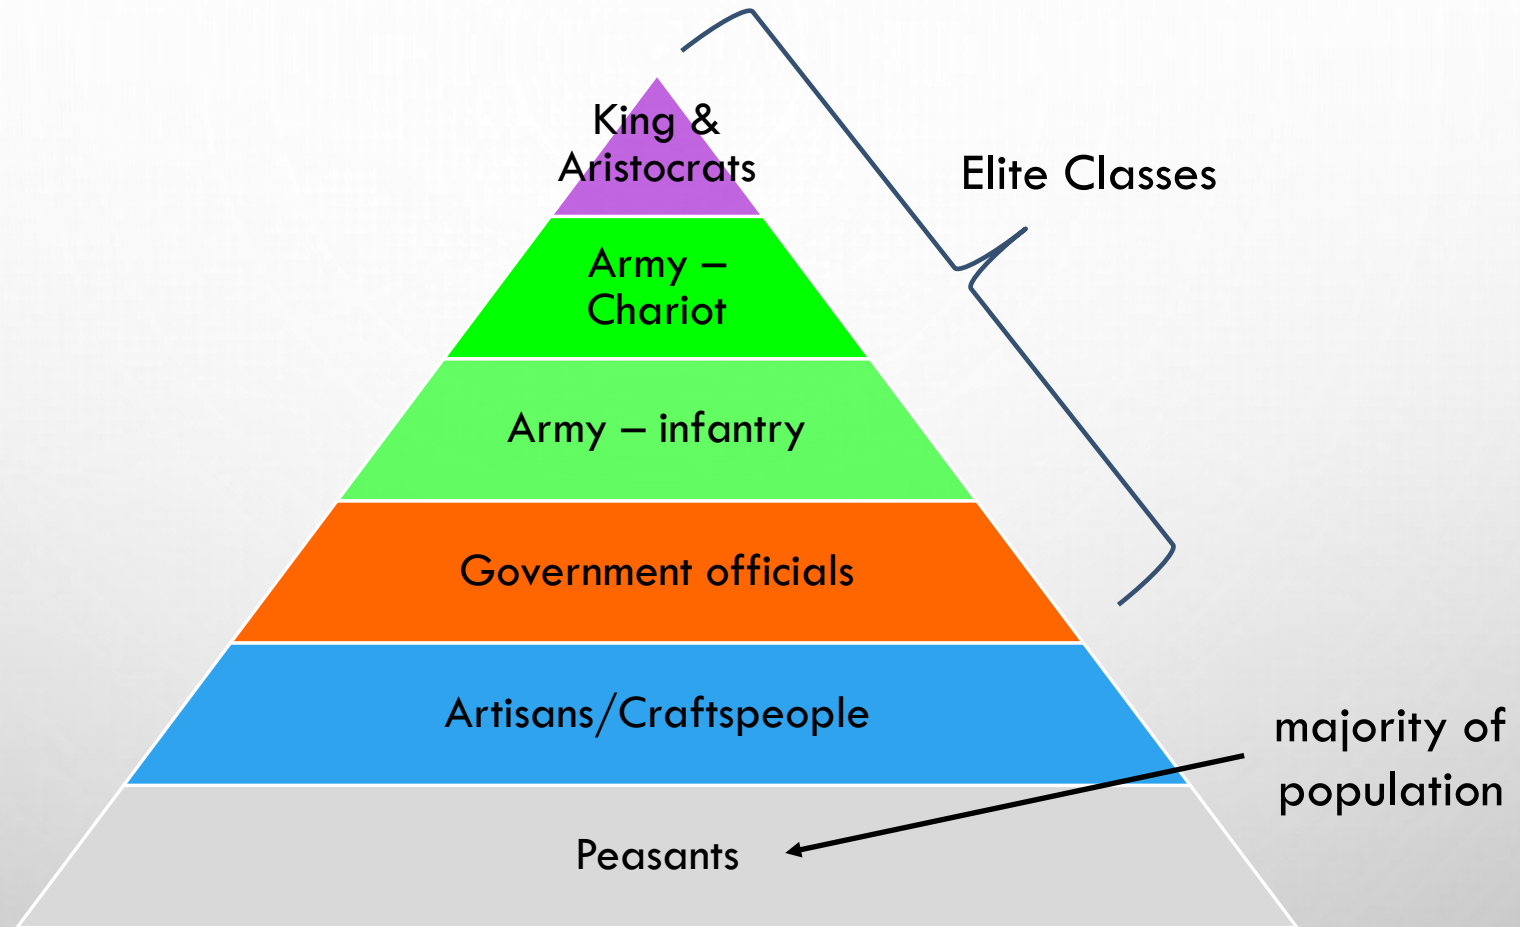 King &
Aristocrats
Elite Classes
Army –
Chariot
Army – infantry
Government officials
Artisans/Craftspeople
majority of
population
Peasants